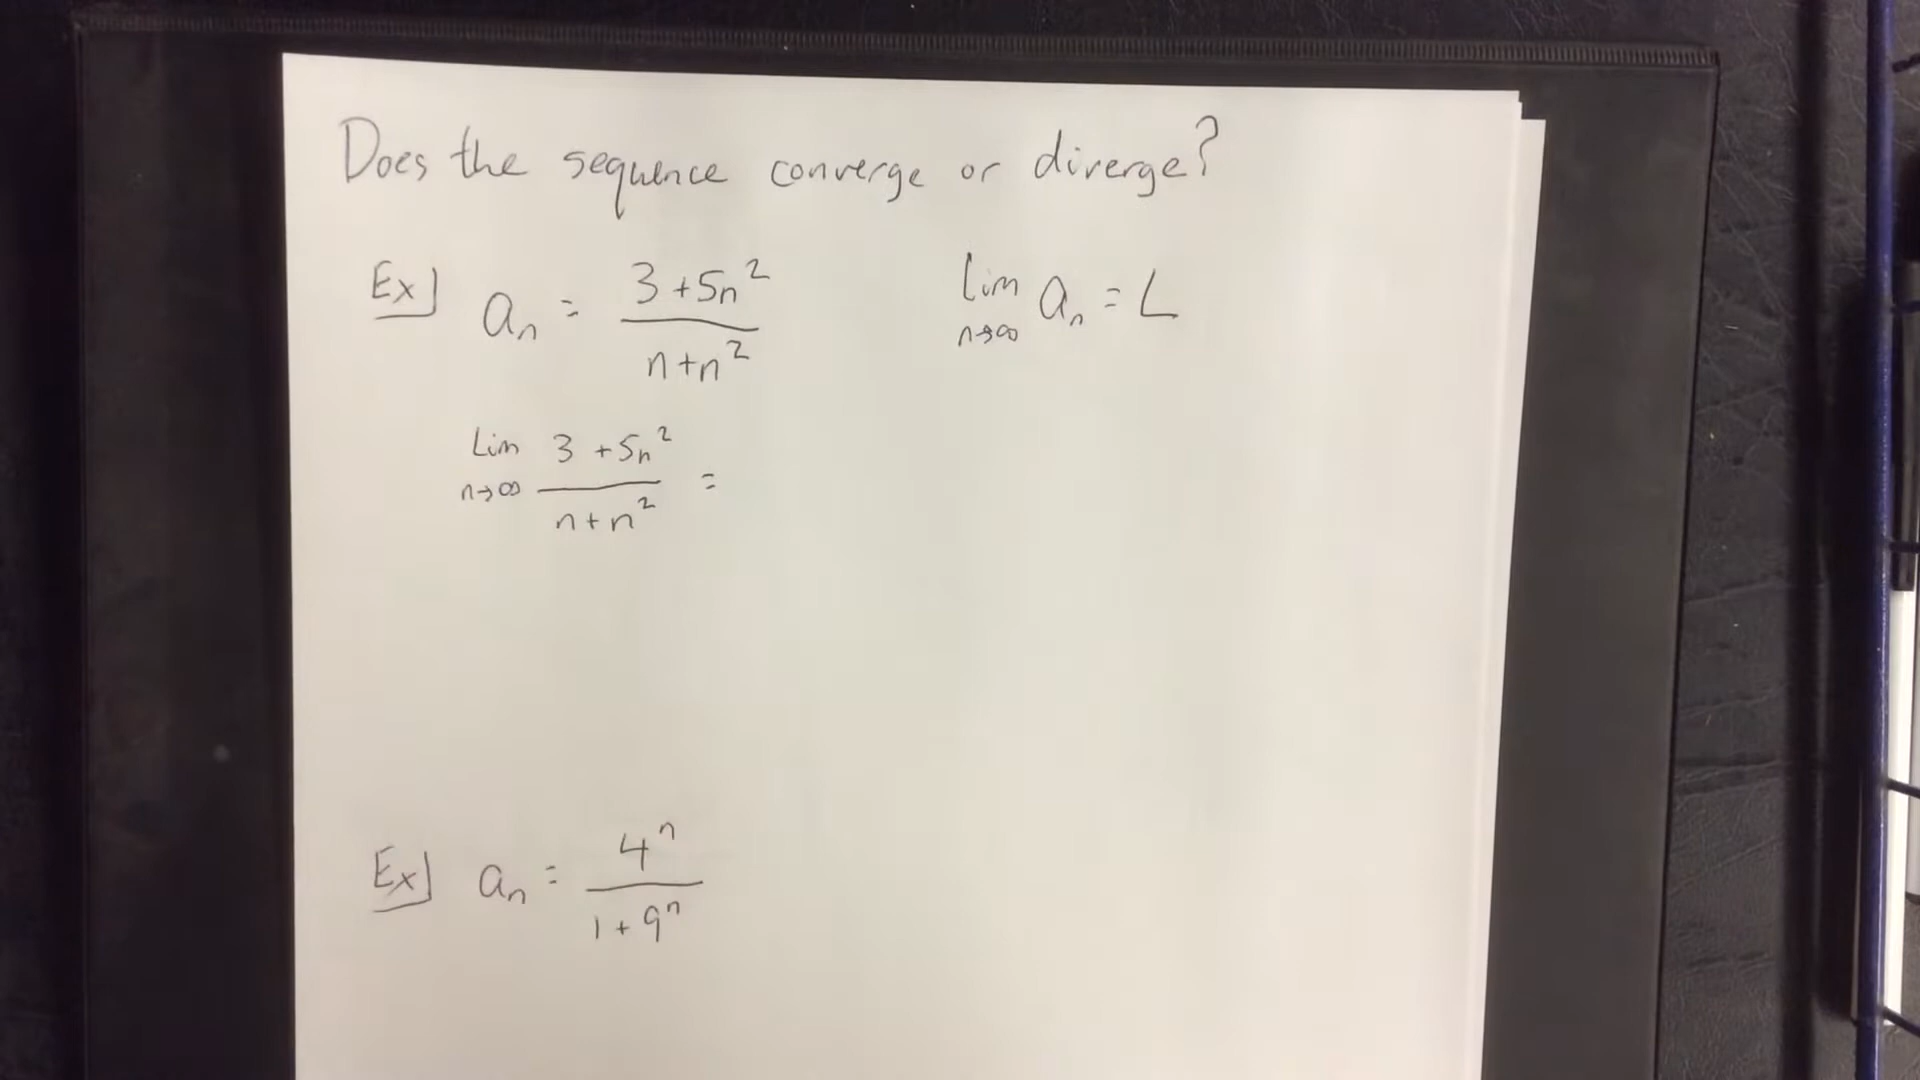 Does the sequence converge or diverge?
Ex] aₙ = (3 + 5n²)/(n + n²)
lim n→∞ aₙ = L
Lim n→∞ (3 + 5n²)/(n + n²) =
Ex] aₙ = 4ⁿ/(1 + 9ⁿ)